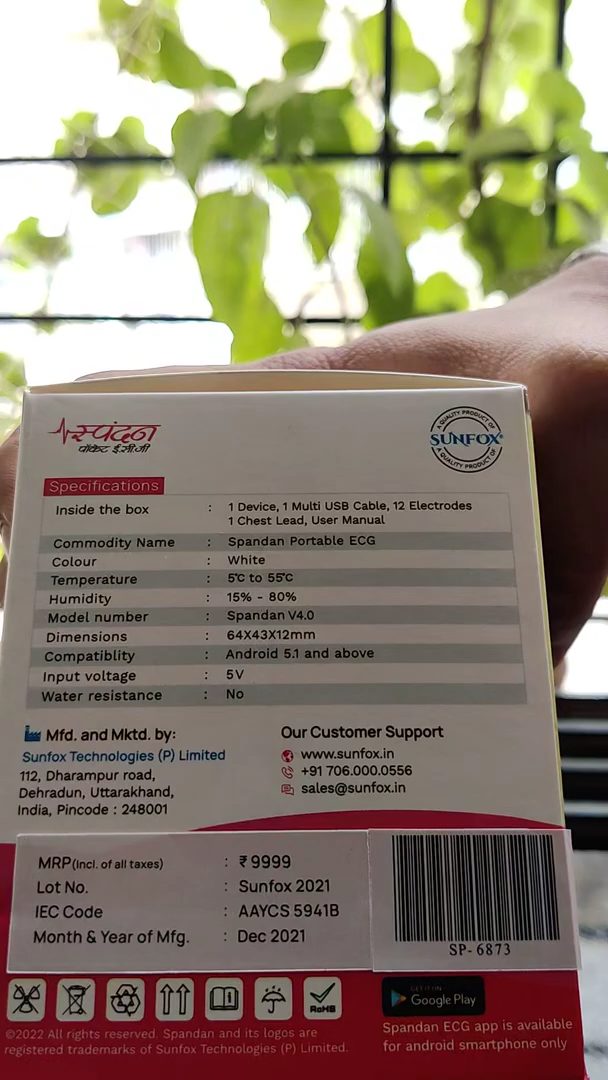 स्पंदन
पॉकेट ई.सी.जी
A QUALITY PRODUCT OF
SUNFOX®
A QUALITY PRODUCT OF
Specifications
Inside the box : 1 Device, 1 Multi USB Cable, 12 Electrodes
1 Chest Lead, User Manual
Commodity Name : Spandan Portable ECG
Colour : White
Temperature : 5°C to 55°C
Humidity : 15% - 80%
Model number : Spandan V4.0
Dimensions : 64X43X12mm
Compatiblity : Android 5.1 and above
Input voltage : 5V
Water resistance : No
Mfd. and Mktd. by:
Sunfox Technologies (P) Limited
112, Dharampur road,
Dehradun, Uttarakhand,
India, Pincode : 248001
Our Customer Support
www.sunfox.in
+91 706.000.0556
sales@sunfox.in
MRP(Incl. of all taxes) : ₹ 9999
Lot No. : Sunfox 2021
IEC Code : AAYCS 5941B
Month & Year of Mfg. : Dec 2021
SP- 6873
RoHS
GET IT ON
Google Play
©2022 All rights reserved. Spandan and its logos are
registered trademarks of Sunfox Technologies (P) Limited.
Spandan ECG app is available
for android smartphone only